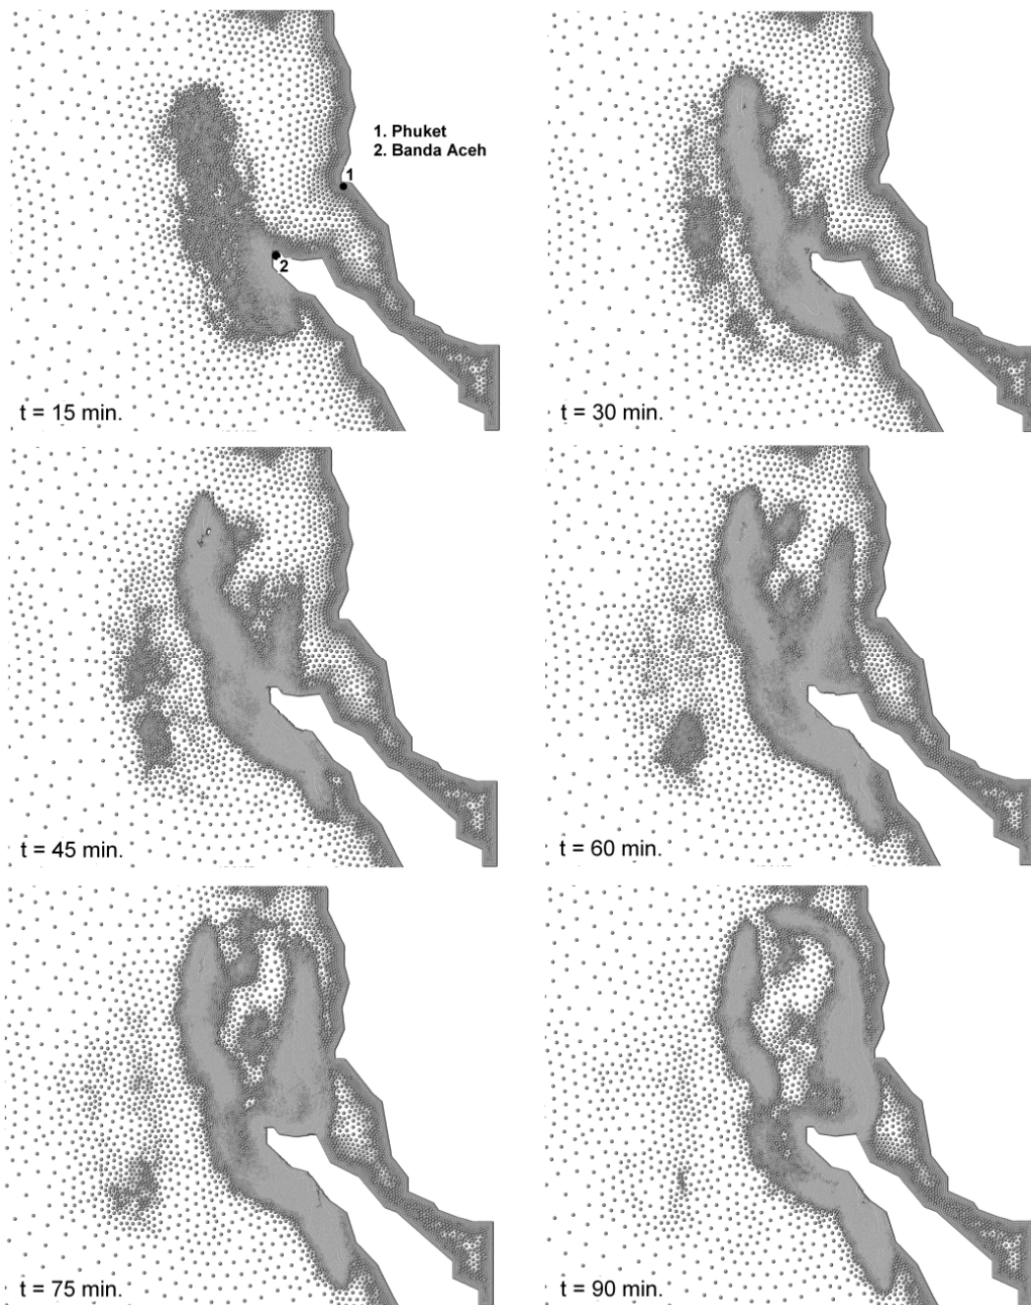 1. Phuket
2. Banda Aceh
1
2
t = 15 min.
t = 30 min.
t = 45 min.
t = 60 min.
t = 75 min.
t = 90 min.